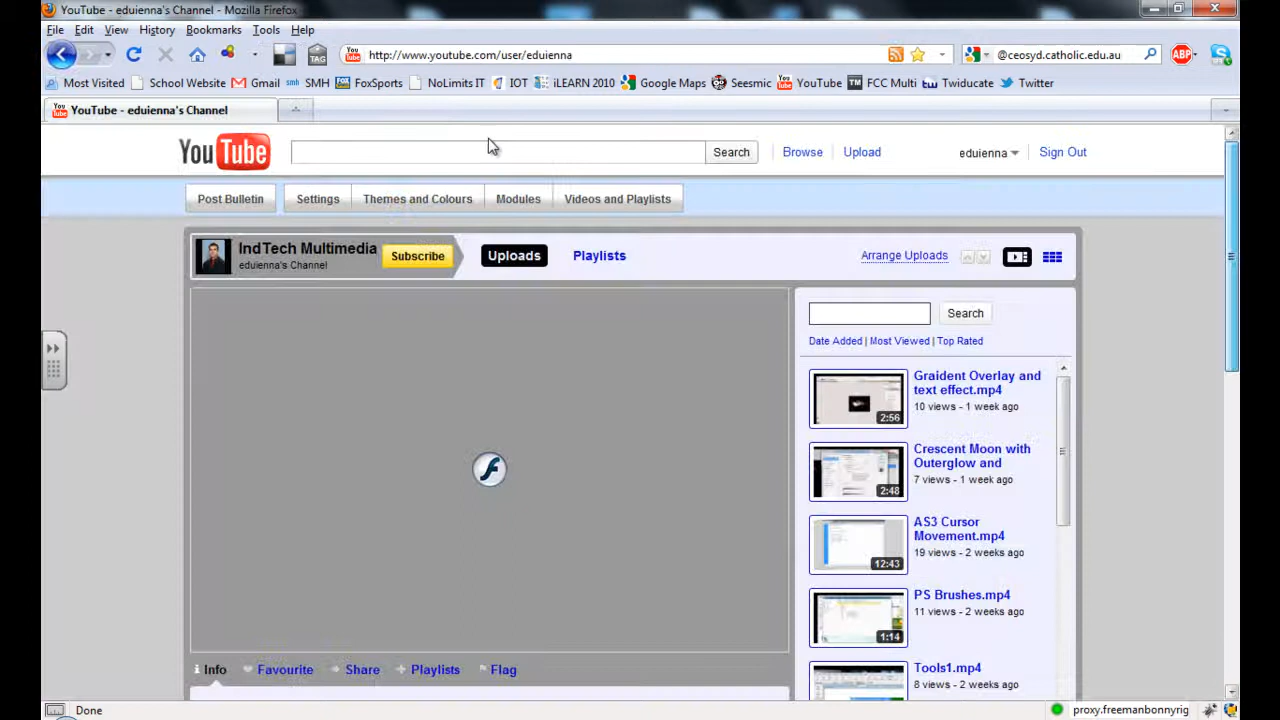 YouTube - eduienna's Channel - Mozilla Firefox
File Edit View History Bookmarks Tools Help
TAG
You Tube
http://www.youtube.com/user/eduienna
@ceosyd.catholic.edu.au
ABP
Most Visited School Website Gmail smh SMH FoxSports NoLimits IT IOT iLEARN 2010 Google Maps Seesmic YouTube TM FCC Multi Twiducate Twitter
YouTube - eduienna's Channel
YouTube Search Browse Upload eduienna Sign Out
Post Bulletin Settings Themes and Colours Modules Videos and Playlists
IndTech Multimedia
eduienna's Channel
Subscribe Uploads Playlists Arrange Uploads
Search
Date Added | Most Viewed | Top Rated
Graident Overlay and
text effect.mp4
10 views - 1 week ago
2:56
Crescent Moon with
Outerglow and
7 views - 1 week ago
2:48
AS3 Cursor
Movement.mp4
19 views - 2 weeks ago
12:43
PS Brushes.mp4
11 views - 2 weeks ago
1:14
Tools1.mp4
8 views - 2 weeks ago
Info Favourite Share Playlists Flag
Done
proxy.freemanbonnyrig